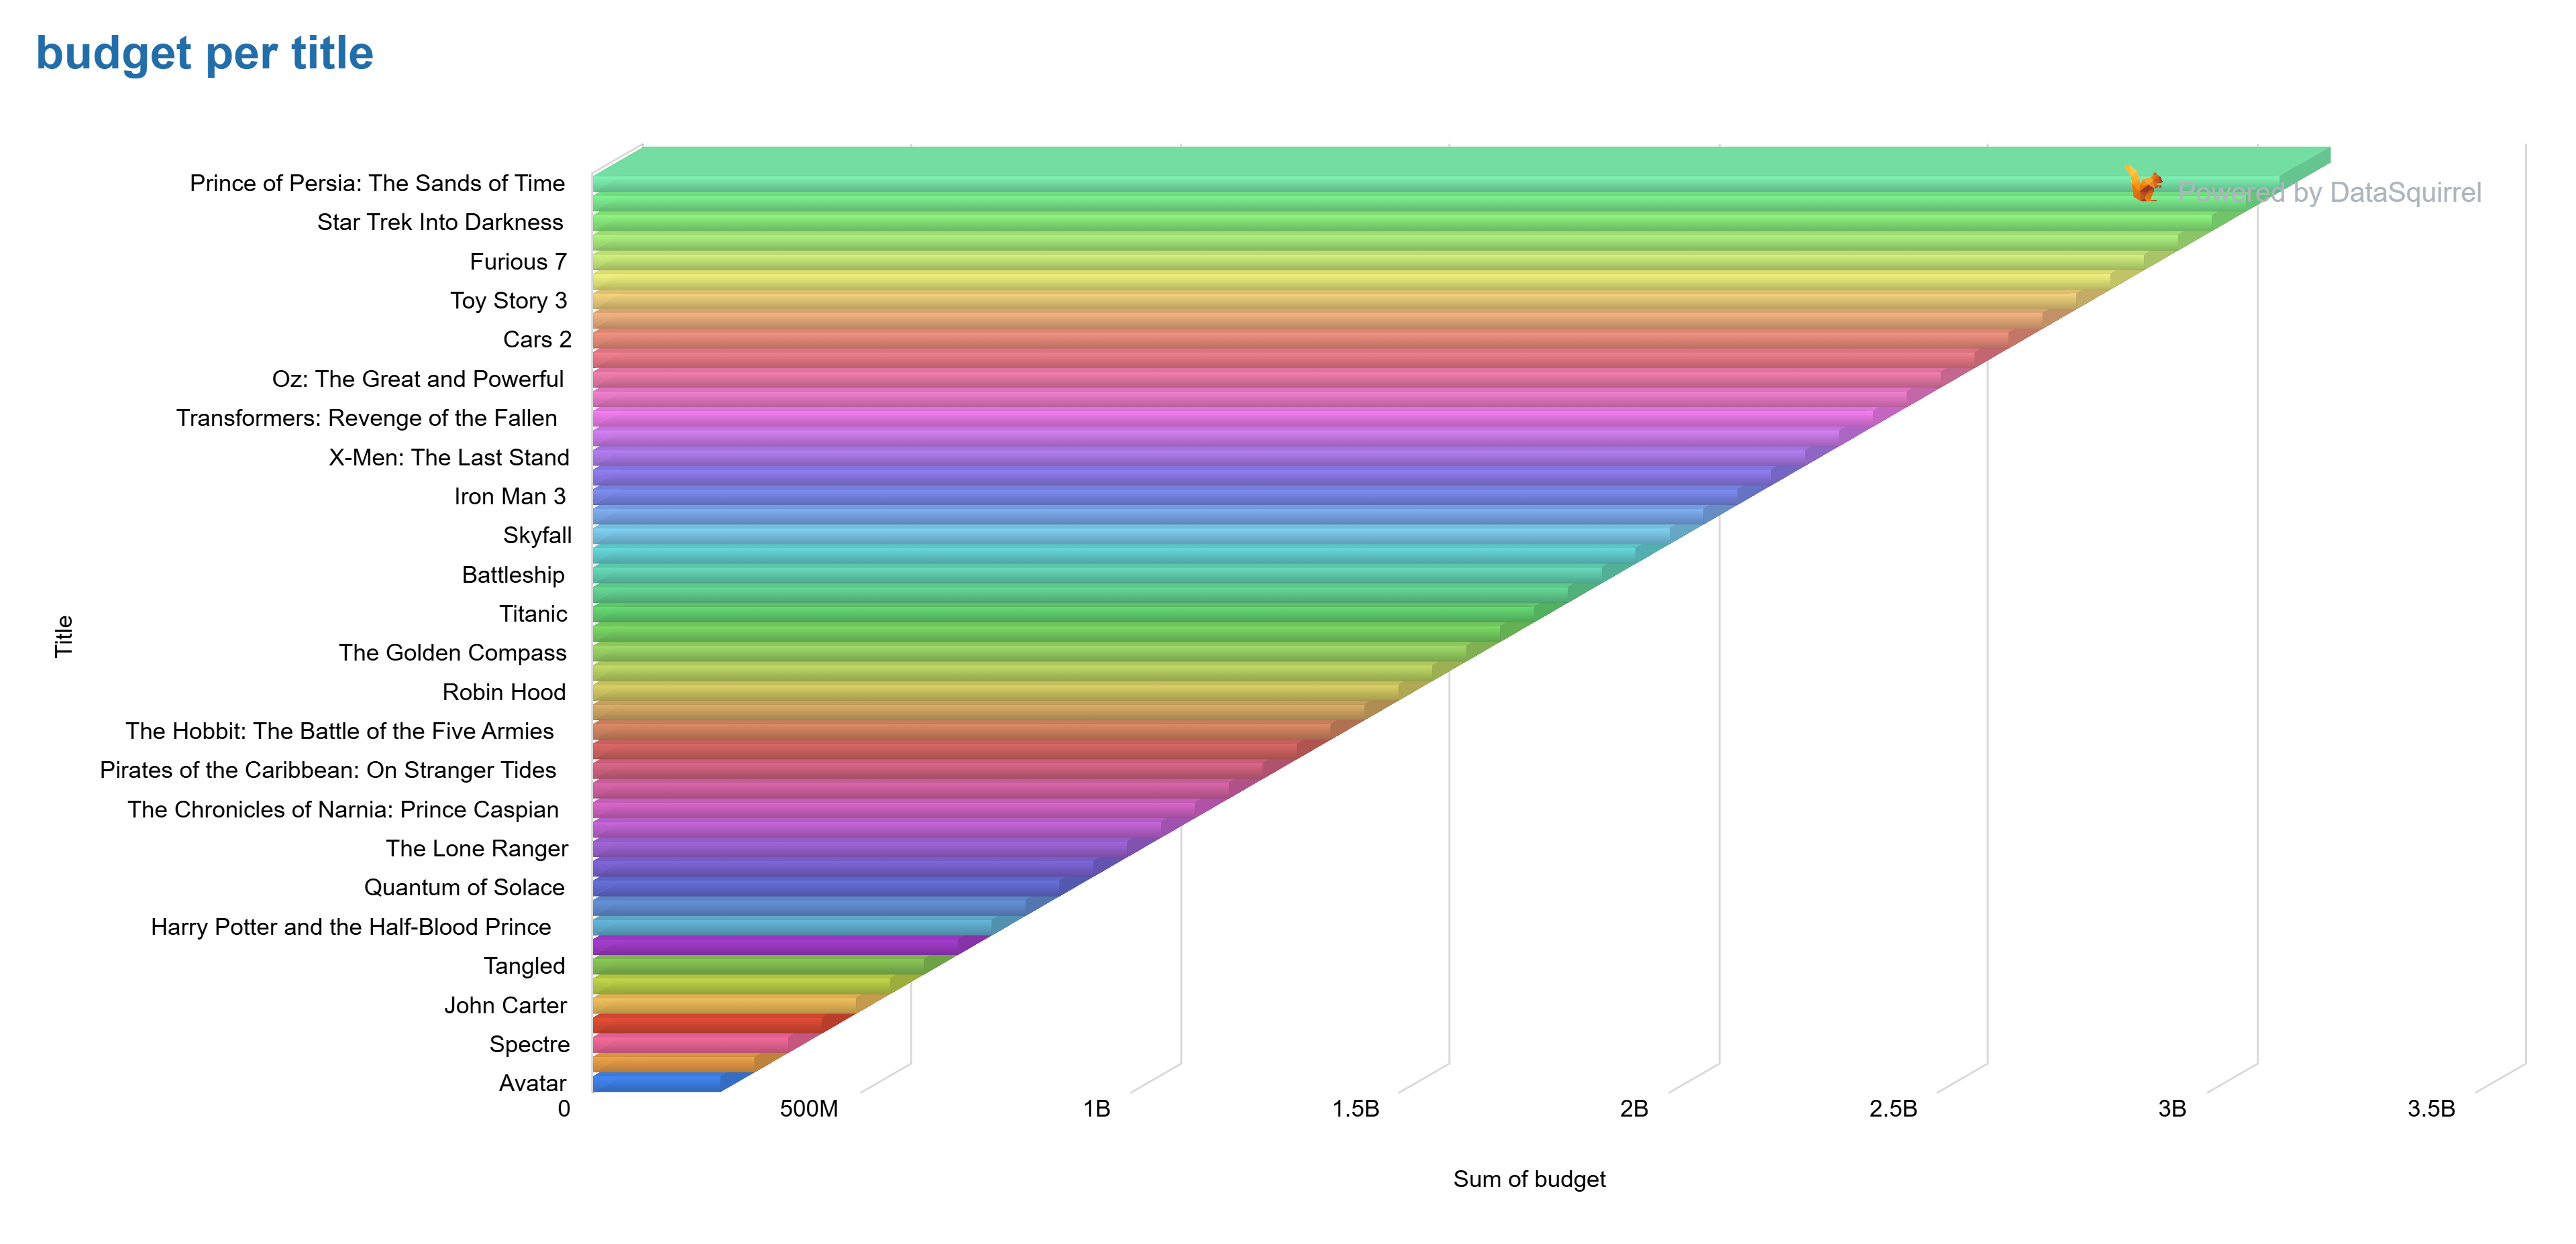 budget per title
Powered by DataSquirrel
Prince of Persia: The Sands of Time
Star Trek Into Darkness
Furious 7
Toy Story 3
Cars 2
Oz: The Great and Powerful
Transformers: Revenge of the Fallen
X-Men: The Last Stand
Iron Man 3
Skyfall
Battleship
Titanic
The Golden Compass
Robin Hood
The Hobbit: The Battle of the Five Armies
Pirates of the Caribbean: On Stranger Tides
The Chronicles of Narnia: Prince Caspian
The Lone Ranger
Quantum of Solace
Harry Potter and the Half-Blood Prince
Tangled
John Carter
Spectre
Avatar
Title
0 500M 1B 1.5B 2B 2.5B 3B 3.5B
Sum of budget